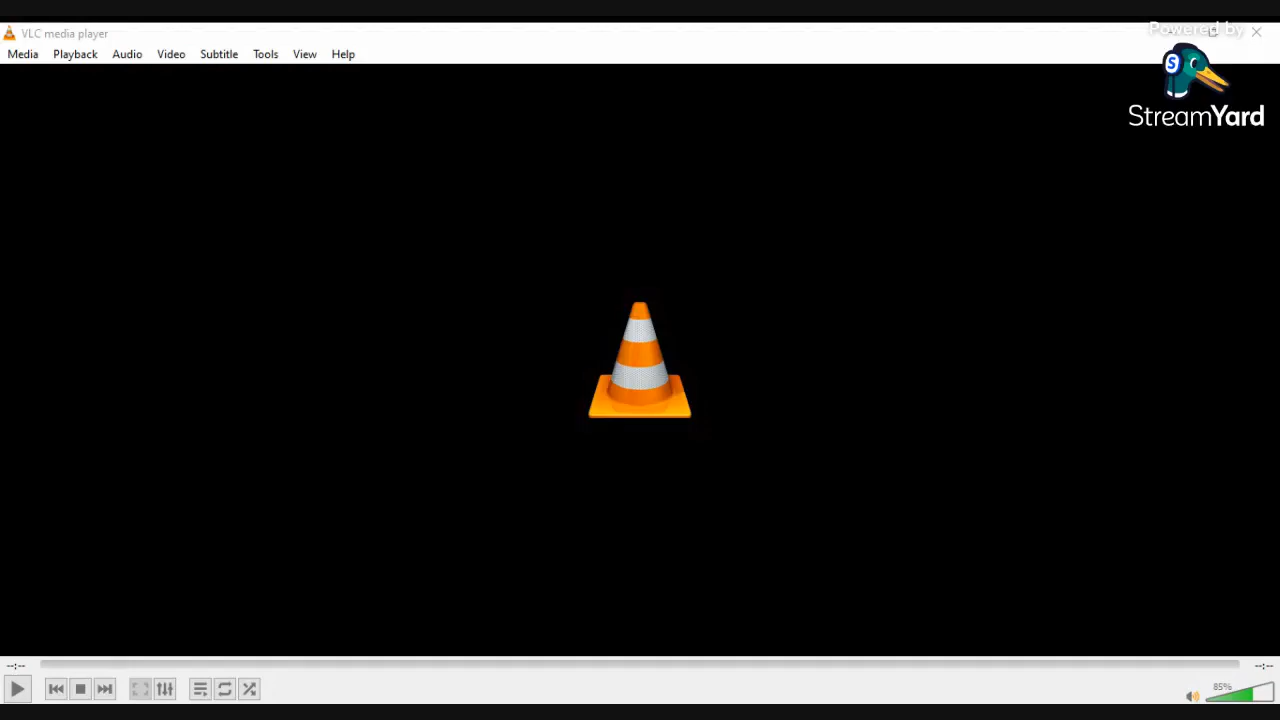 VLC media player
Powered by
Media Playback Audio Video Subtitle Tools View Help
S
StreamYard
--:-- --:--
85%